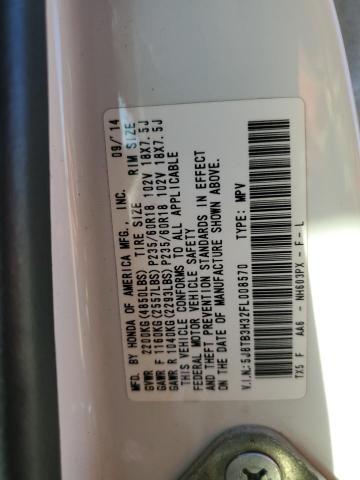 MFD. BY HONDA OF AMERICA MFG., INC. 09/14
TIRE SIZE RIM SIZE
GVWR 2200KG(4850LBS)
GAWR F 1160KG(2557LBS) P235/60R18 102V 18X7.5J
GAWR R 1040KG(2293LBS) P235/60R18 102V 18X7.5J
THIS VEHICLE CONFORMS TO ALL APPLICABLE
FEDERAL MOTOR VEHICLE SAFETY
AND THEFT PREVENTION STANDARDS IN EFFECT
ON THE DATE OF MANUFACTURE SHOWN ABOVE.
V.I.N.:5J8TB3H32FL008570 TYPE: MPV
TX5 F AA6 - NH603PX - F- L